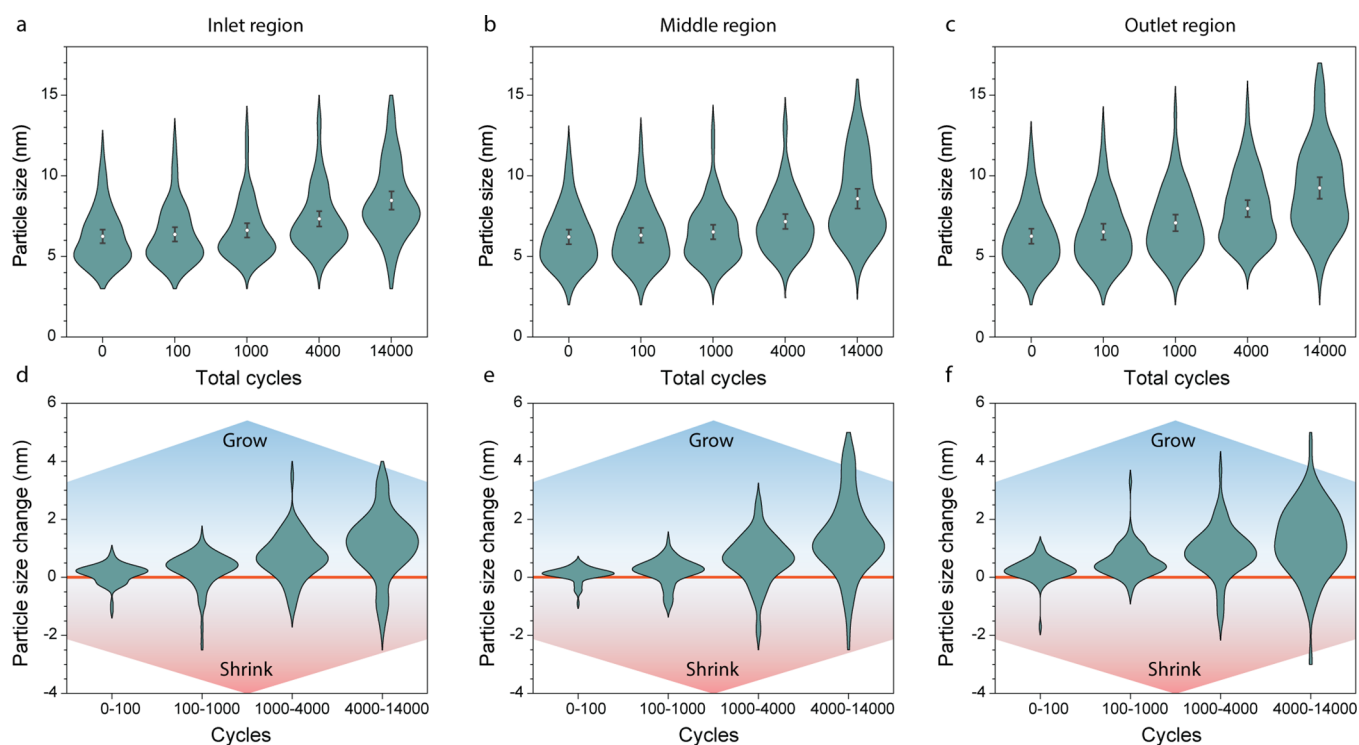 a
Inlet region
b
Middle region
c
Outlet region
Particle size (nm)
15
10
5
0
0 100 1000 4000 14000
Total cycles
Particle size (nm)
15
10
5
0
0 100 1000 4000 14000
Total cycles
Particle size (nm)
15
10
5
0
0 100 1000 4000 14000
Total cycles
d
Particle size change (nm)
6
4
2
0
-2
-4
Grow
Shrink
0-100 100-1000 1000-4000 4000-14000
Cycles
e
Particle size change (nm)
6
4
2
0
-2
-4
Grow
Shrink
0-100 100-1000 1000-4000 4000-14000
Cycles
f
Particle size change (nm)
6
4
2
0
-2
-4
Grow
Shrink
0-100 100-1000 1000-4000 4000-14000
Cycles